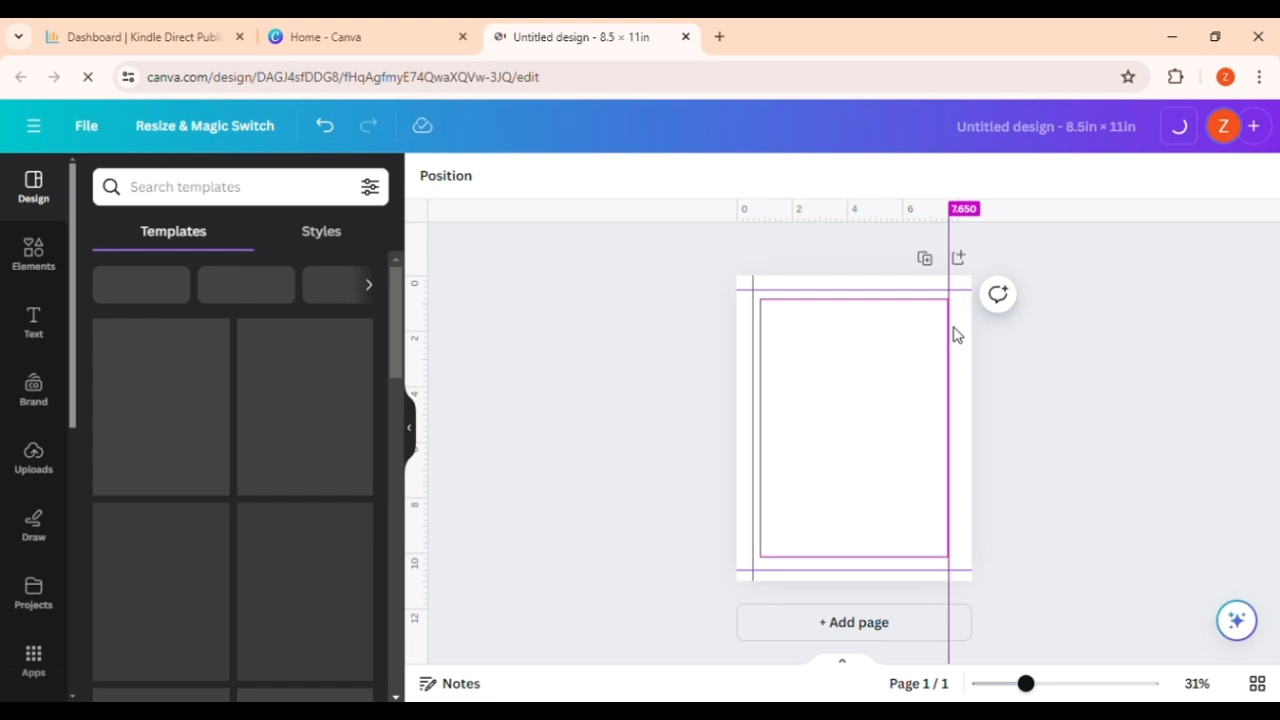 Dashboard | Kindle Direct Publi
Home - Canva
Untitled design - 8.5 × 11in
canva.com/design/DAGJ4sfDDG8/fHqAgfmyE74QwaXQVw-3JQ/edit
Z
File
Resize & Magic Switch
Untitled design - 8.5in × 11in
Z
+
Design
Search templates
Position
Templates
Styles
0
2
4
6
7.650
Elements
Text
Brand
Uploads
Draw
Projects
Apps
0
2
4
6
8
10
12
+ Add page
Notes
Page 1 / 1
31%